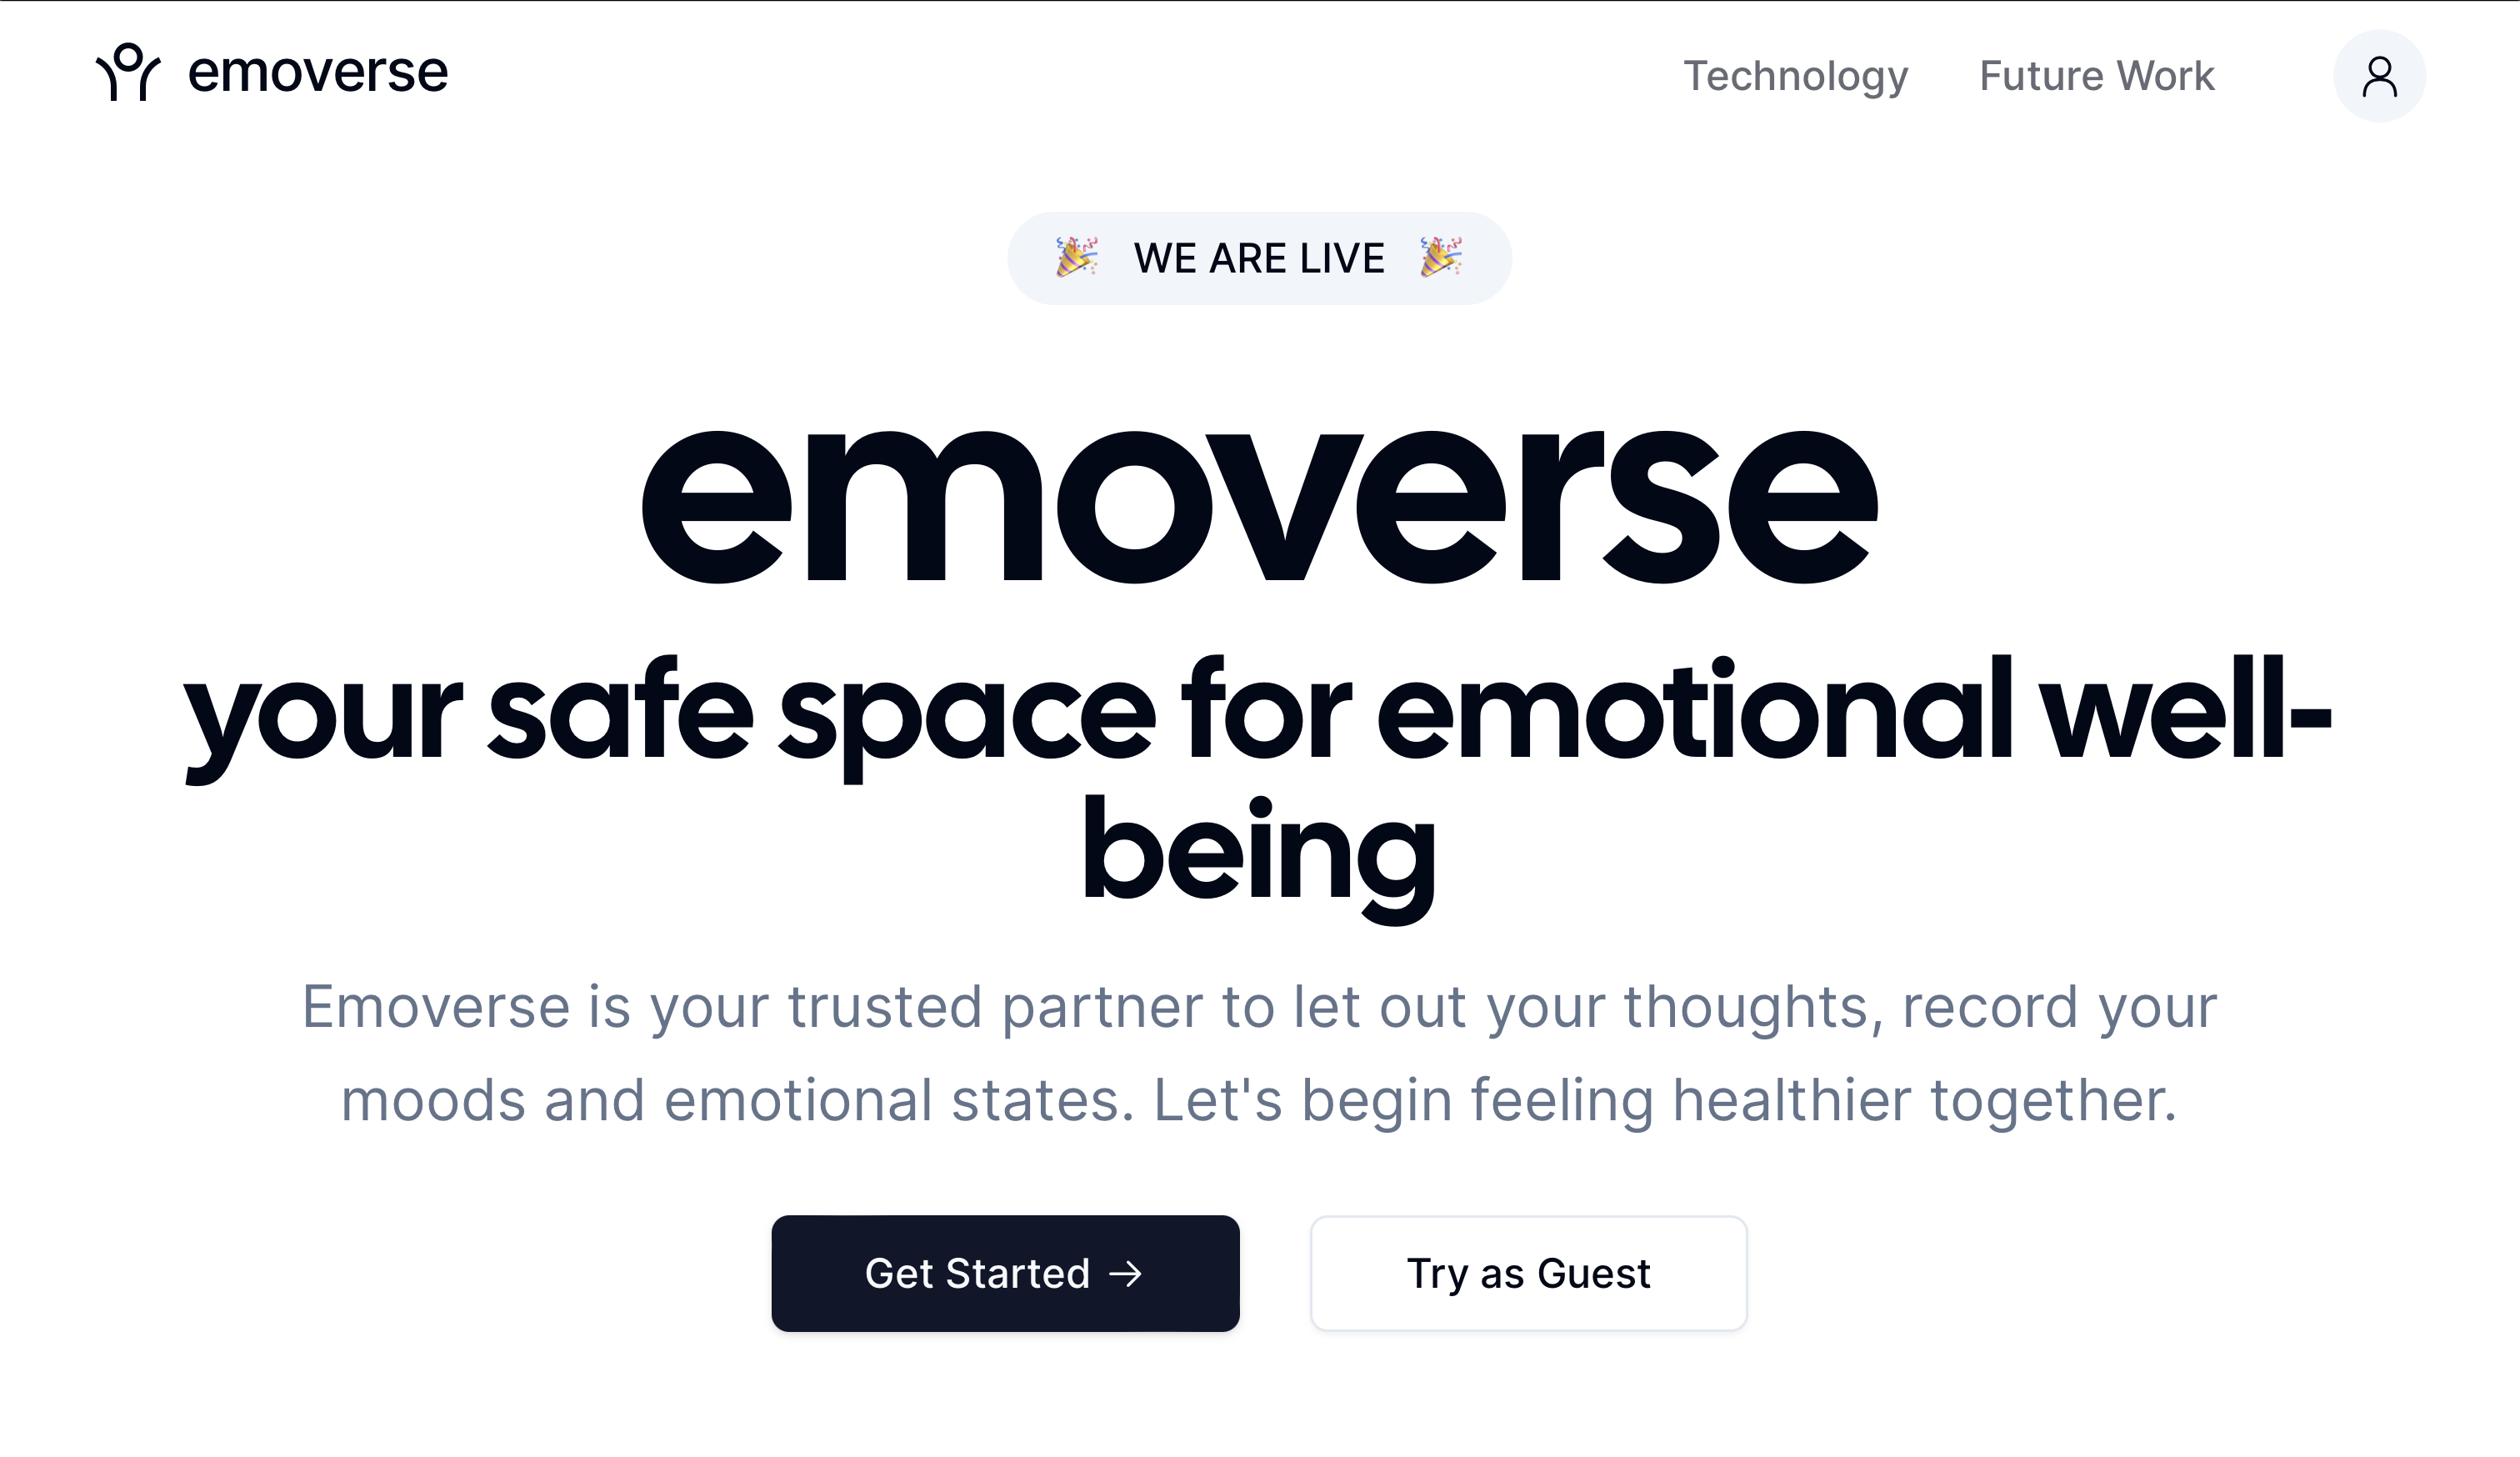 emoverse
Technology
Future Work
🎉 WE ARE LIVE 🎉
emoverse
your safe space for emotional well-
being
Emoverse is your trusted partner to let out your thoughts, record your
moods and emotional states. Let's begin feeling healthier together.
Get Started →
Try as Guest